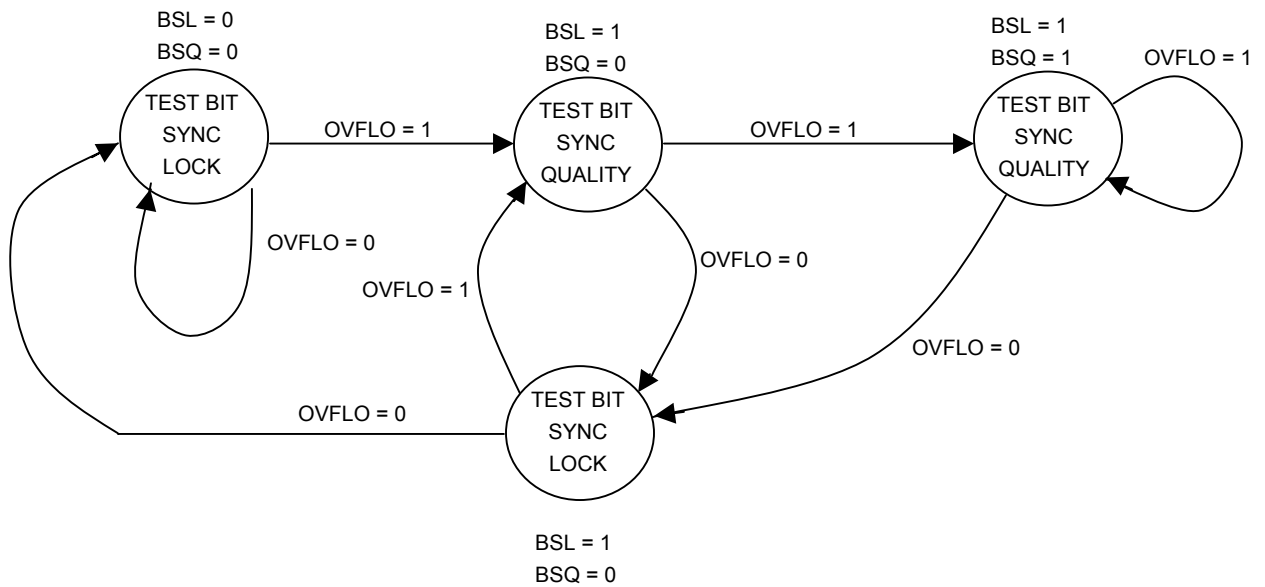 BSL = 0
BSQ = 0
TEST BIT
SYNC
LOCK
OVFLO = 1
OVFLO = 0
BSL = 1
BSQ = 0
TEST BIT
SYNC
QUALITY
OVFLO = 1
OVFLO = 0
BSL = 1
BSQ = 1
TEST BIT
SYNC
QUALITY
OVFLO = 1
OVFLO = 0
OVFLO = 1
OVFLO = 0
TEST BIT
SYNC
LOCK
BSL = 1
BSQ = 0